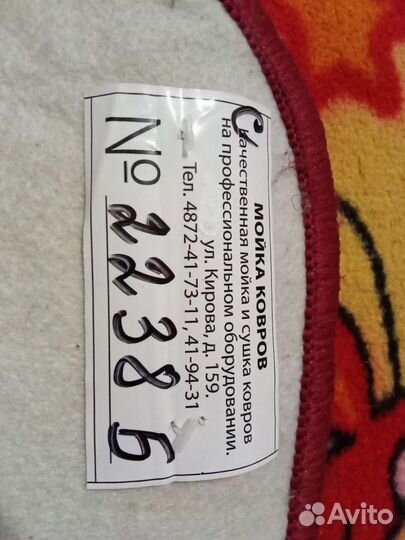 МОЙКА КОВРОВ
Качественная мойка и сушка ковров
на профессиональном оборудовании.
ул. Кирова, д. 159.
Тел. 4872-41-73-11, 41-94-31
№ 2238Б
Avito